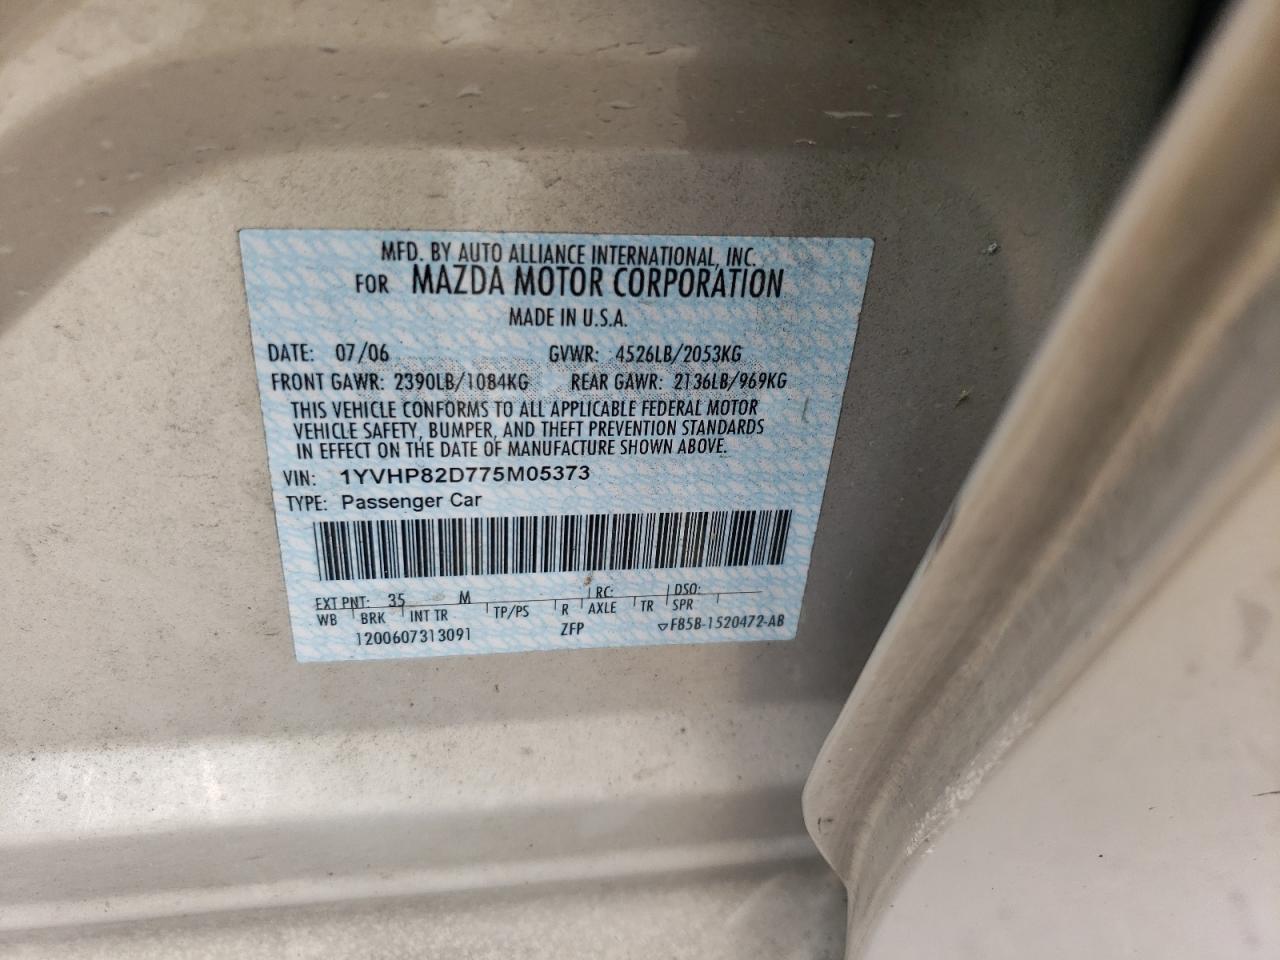 MFD. BY AUTO ALLIANCE INTERNATIONAL, INC.
FOR MAZDA MOTOR CORPORATION
MADE IN U.S.A.
DATE: 07/06 GVWR: 4526LB/2053KG
FRONT GAWR: 2390LB/1084KG REAR GAWR: 2136LB/969KG
THIS VEHICLE CONFORMS TO ALL APPLICABLE FEDERAL MOTOR
VEHICLE SAFETY, BUMPER, AND THEFT PREVENTION STANDARDS
IN EFFECT ON THE DATE OF MANUFACTURE SHOWN ABOVE.
VIN: 1YVHP82D775M05373
TYPE: Passenger Car
EXT PNT: 35 M RC: DSO:
WB BRK INT TR TP/PS R AXLE TR SPR
1200607313091 ZFP ▽F85B-1520472-AB